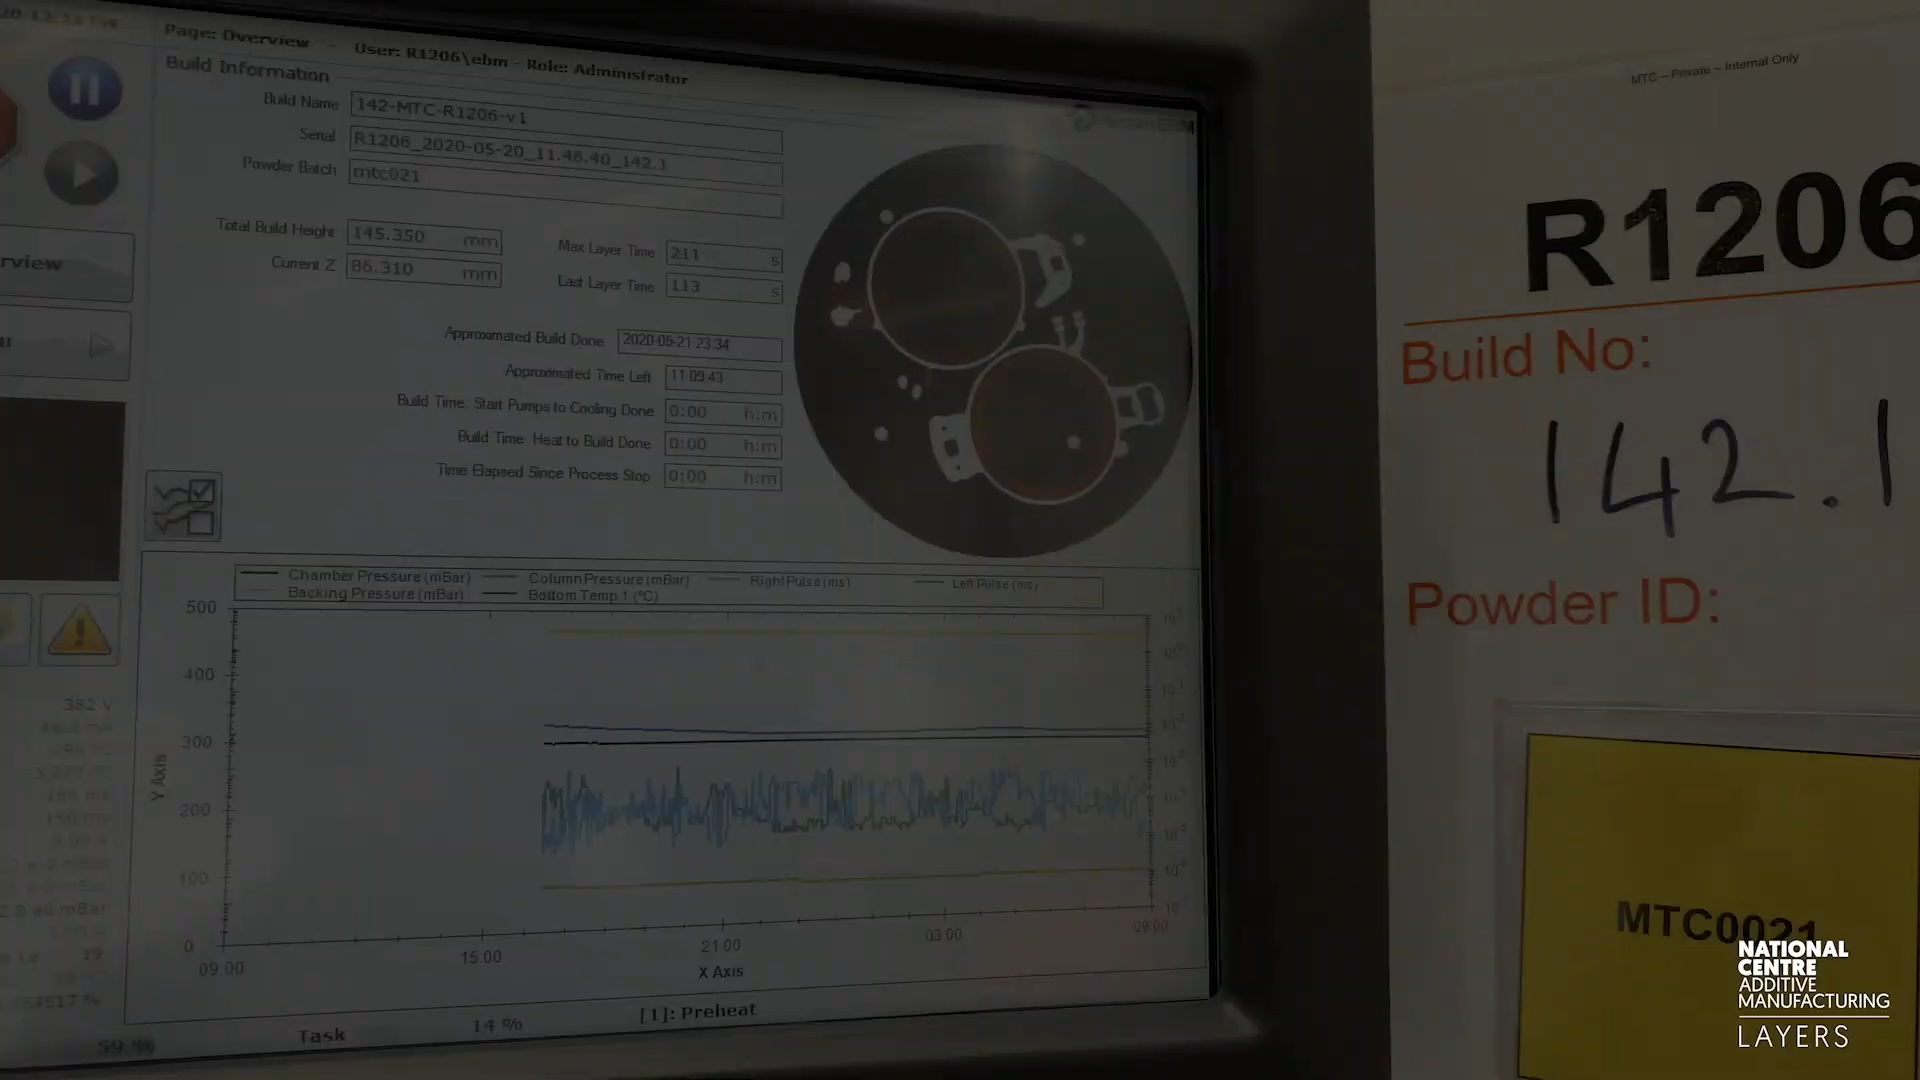 Page: Overview - User: R1206\ebm - Role: Administrator
Build Information
Build Name 142-MTC-R1206-v1
Serial R1206_2020-05-20_11.46.40_142.1
Powder Batch mtc021
Total Build Height 145.350 mm
Max Layer Time 211 s
Current Z 86.310 mm
Last Layer Time 113 s
Approximated Build Done 2020-05-21 23:34
Approximated Time Left 11:09:43
Build Time: Start Pumps to Cooling Done 0:00 h:m
Build Time: Heat to Build Done 0:00 h:m
Time Elapsed Since Process Stop 0:00 h:m
rview
Chamber Pressure (mBar) Column Pressure (mBar) Right Pulse (ms) Left Pulse (ms)
Backing Pressure (mBar) Bottom Temp 1 (°C)
500
400
300
200
100
0
Y Axis
09:00 15:00 21:00 03:00 09:00
X Axis
382 V
59 % Task 14 % [1]: Preheat
MTC – Private – Internal Only
R1206
Build No:
142.1
Powder ID:
MTC0021
NATIONAL
CENTRE
ADDITIVE
MANUFACTURING
LAYERS